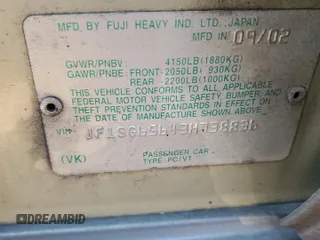 MFD. BY FUJI HEAVY IND. LTD. JAPAN
MFD IN 09/02
GVWR/PNBV: 4150LB(1880KG)
GAWR/PNBE: FRONT-2050LB( 930KG)
REAR -2200LB(1000KG)
THIS VEHICLE CONFORMS TO ALL APPLICABLE
FEDERAL MOTOR VEHICLE SAFETY, BUMPER, AND
THEFT PREVENTION STANDARDS IN EFFECT
ON THE DATE OF MANUFACTURE SHOWN ABOVE.
VIN
PASSENGER CAR
(VK) TYPE PC/VT
DREAMBID